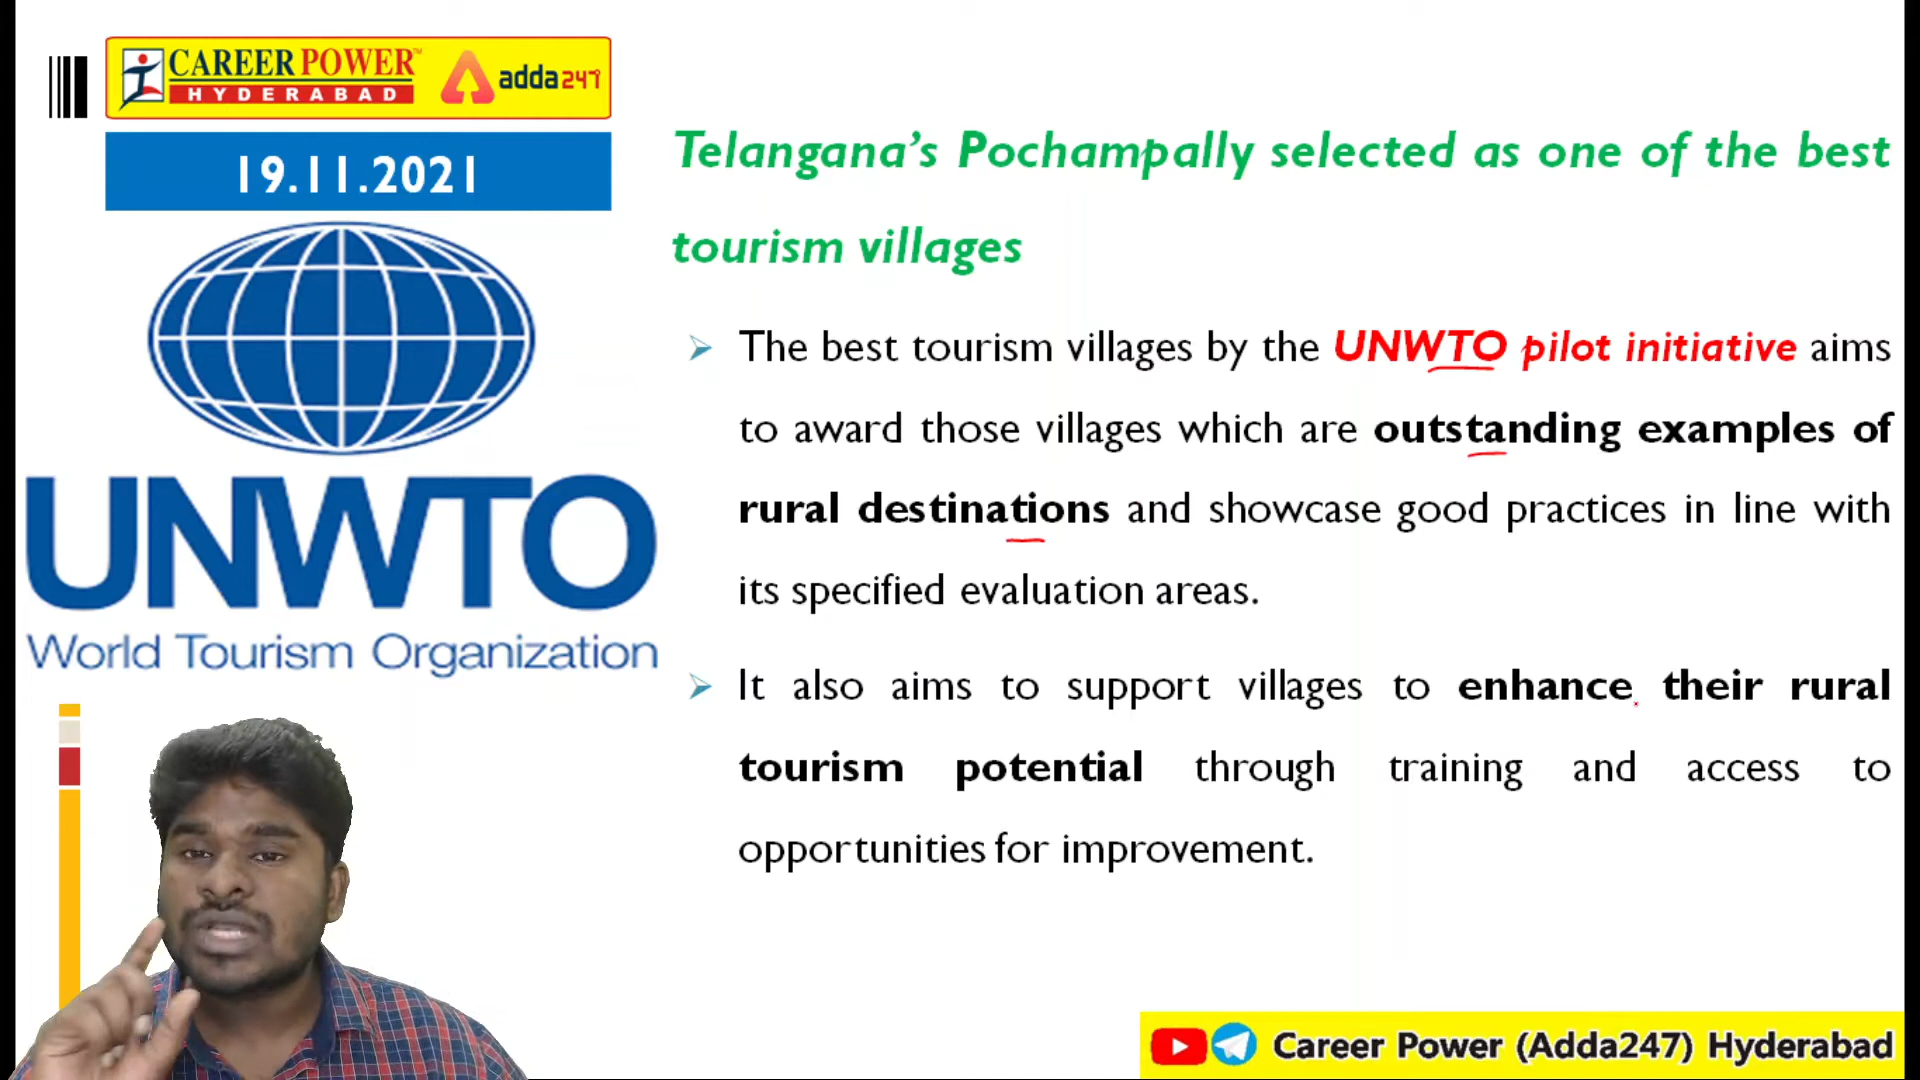 CAREER POWER™
HYDERABAD
adda247
19.11.2021
UNWTO
World Tourism Organization
Telangana’s Pochampally selected as one of the best
tourism villages
The best tourism villages by the UNWTO pilot initiative aims
to award those villages which are outstanding examples of
rural destinations and showcase good practices in line with
its specified evaluation areas.
It also aims to support villages to enhance their rural
tourism potential through training and access to
opportunities for improvement.
Career Power (Adda247) Hyderabad